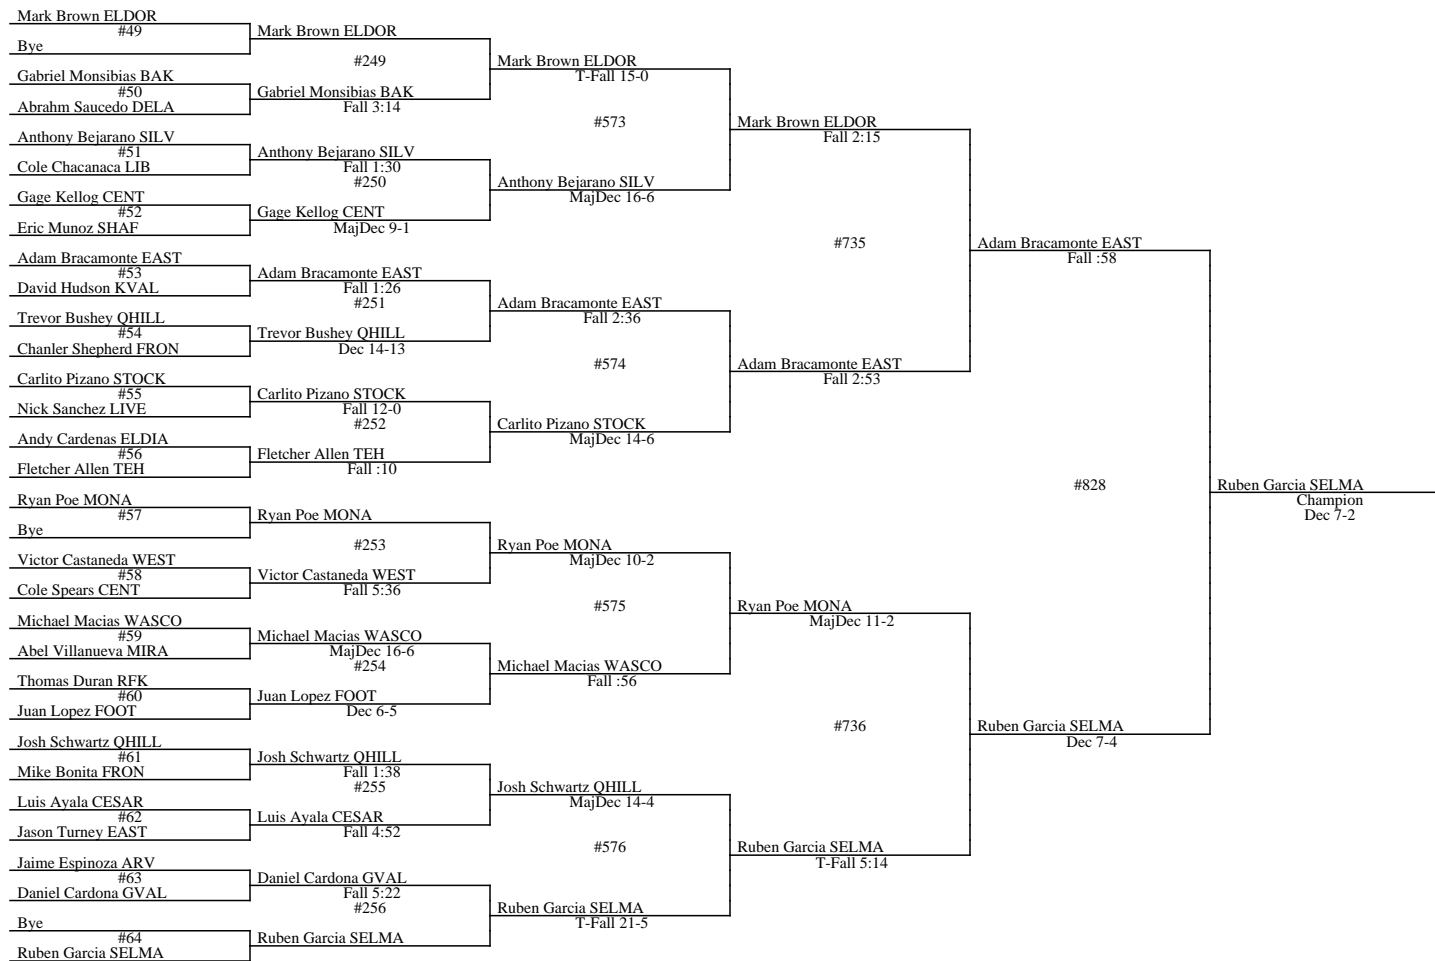 Mark Brown ELDOR
#49
Bye
Gabriel Monsibias BAK
#50
Abrahm Saucedo DELA
Anthony Bejarano SILV
#51
Cole Chacanaca LIB
Gage Kellog CENT
#52
Eric Munoz SHAF
Adam Bracamonte EAST
#53
David Hudson KVAL
Trevor Bushey QHILL
#54
Chanler Shepherd FRON
Carlito Pizano STOCK
#55
Nick Sanchez LIVE
Andy Cardenas ELDIA
#56
Fletcher Allen TEH
Ryan Poe MONA
#57
Bye
Victor Castaneda WEST
#58
Cole Spears CENT
Michael Macias WASCO
#59
Abel Villanueva MIRA
Thomas Duran RFK
#60
Juan Lopez FOOT
Josh Schwartz QHILL
#61
Mike Bonita FRON
Luis Ayala CESAR
#62
Jason Turney EAST
Jaime Espinoza ARV
#63
Daniel Cardona GVAL
Bye
#64
Ruben Garcia SELMA
Mark Brown ELDOR
#249
Gabriel Monsibias BAK
Fall 3:14
Anthony Bejarano SILV
Fall 1:30
#250
Gage Kellog CENT
MajDec 9-1
Adam Bracamonte EAST
Fall 1:26
#251
Trevor Bushey QHILL
Dec 14-13
Carlito Pizano STOCK
Fall 12-0
#252
Fletcher Allen TEH
Fall :10
Ryan Poe MONA
#253
Victor Castaneda WEST
Fall 5:36
Michael Macias WASCO
MajDec 16-6
#254
Juan Lopez FOOT
Dec 6-5
Josh Schwartz QHILL
Fall 1:38
#255
Luis Ayala CESAR
Fall 4:52
Daniel Cardona GVAL
Fall 5:22
#256
Ruben Garcia SELMA
Mark Brown ELDOR
T-Fall 15-0
#573
Anthony Bejarano SILV
MajDec 16-6
Adam Bracamonte EAST
Fall 2:36
#574
Carlito Pizano STOCK
MajDec 14-6
Ryan Poe MONA
MajDec 10-2
#575
Michael Macias WASCO
Fall :56
Josh Schwartz QHILL
MajDec 14-4
#576
Ruben Garcia SELMA
T-Fall 21-5
Mark Brown ELDOR
Fall 2:15
#735
Adam Bracamonte EAST
Fall 2:53
Ryan Poe MONA
MajDec 11-2
#736
Ruben Garcia SELMA
T-Fall 5:14
Adam Bracamonte EAST
Fall :58
#828
Ruben Garcia SELMA
Dec 7-4
Ruben Garcia SELMA
Champion
Dec 7-2